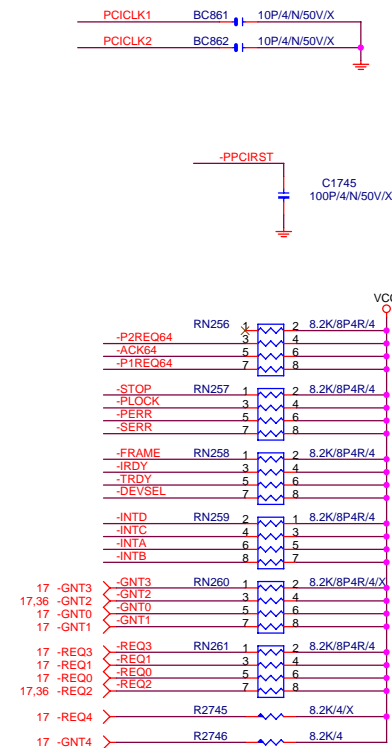 PCICLK1 BC861 10P/4/N/50V/X
PCICLK2 BC862 10P/4/N/50V/X
-PPCIRST
C1745
100P/4/N/50V/X
RN256 1 2 8.2K/8P4R/4
-P2REQ64 3 4
-ACK64 5 6
-P1REQ64 7 8
-STOP RN257 1 2 8.2K/8P4R/4
-PLOCK 3 4
-PERR 5 6
-SERR 7 8
-FRAME RN258 1 2 8.2K/8P4R/4
-IRDY 3 4
-TRDY 5 6
-DEVSEL 7 8
-INTD RN259 2 1 8.2K/8P4R/4
-INTC 4 3
-INTA 6 5
-INTB 8 7
17 -GNT3 -GNT3 RN260 1 2 8.2K/8P4R/4/X
17,36 -GNT2 -GNT2 3 4
17 -GNT0 -GNT0 5 6
17 -GNT1 -GNT1 7 8
17 -REQ3 -REQ3 RN261 1 2 8.2K/8P4R/4
17 -REQ1 -REQ1 3 4
17 -REQ0 -REQ0 5 6
17,36 -REQ2 -REQ2 7 8
17 -REQ4 R2745 8.2K/4/X
17 -GNT4 R2746 8.2K/4